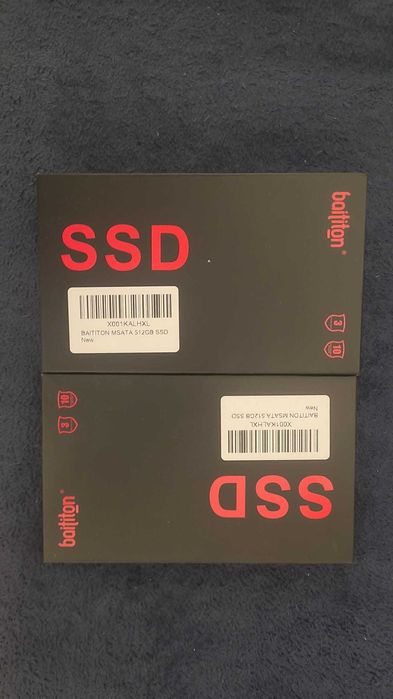 baititon®
SSD
X001KALHXL
BAITITON MSATA 512GB SSD
New
3
10
10
3
New
BAITITON MSATA 512GB SSD
X001KALHXL
SSD
baititon®